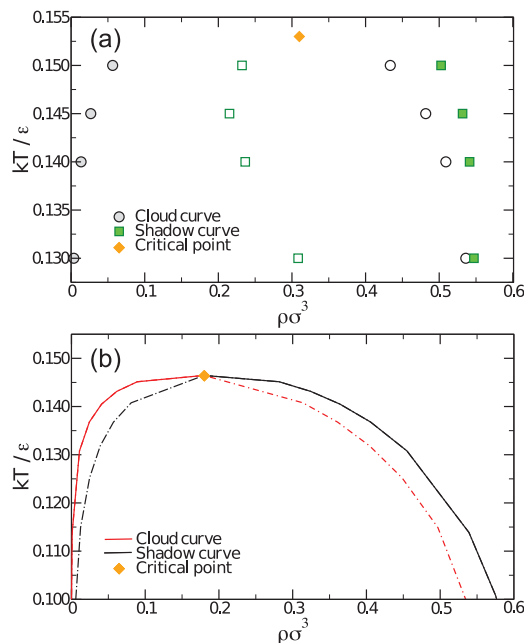 (a)
0.155
0.150
0.145
0.140
0.130
kT / ε
Cloud curve
Shadow curve
Critical point
0 0.1 0.2 0.3 0.4 0.5 0.6
ρσ³
(b)
0.150
0.140
0.130
0.120
0.110
0.100
kT / ε
Cloud curve
Shadow curve
Critical point
0 0.1 0.2 0.3 0.4 0.5 0.6
ρσ³